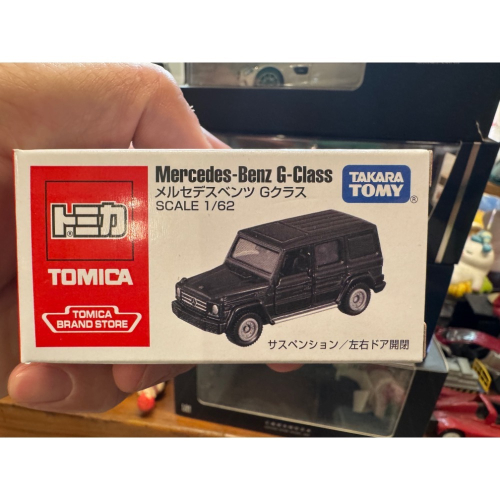 Mercedes-Benz G-Class
メルセデスベンツ Gクラス
SCALE 1/62
TAKARA
TOMY
®
トミカ
TOMICA
TOMICA
BRAND STORE
サスペンション／左右ドア開閉